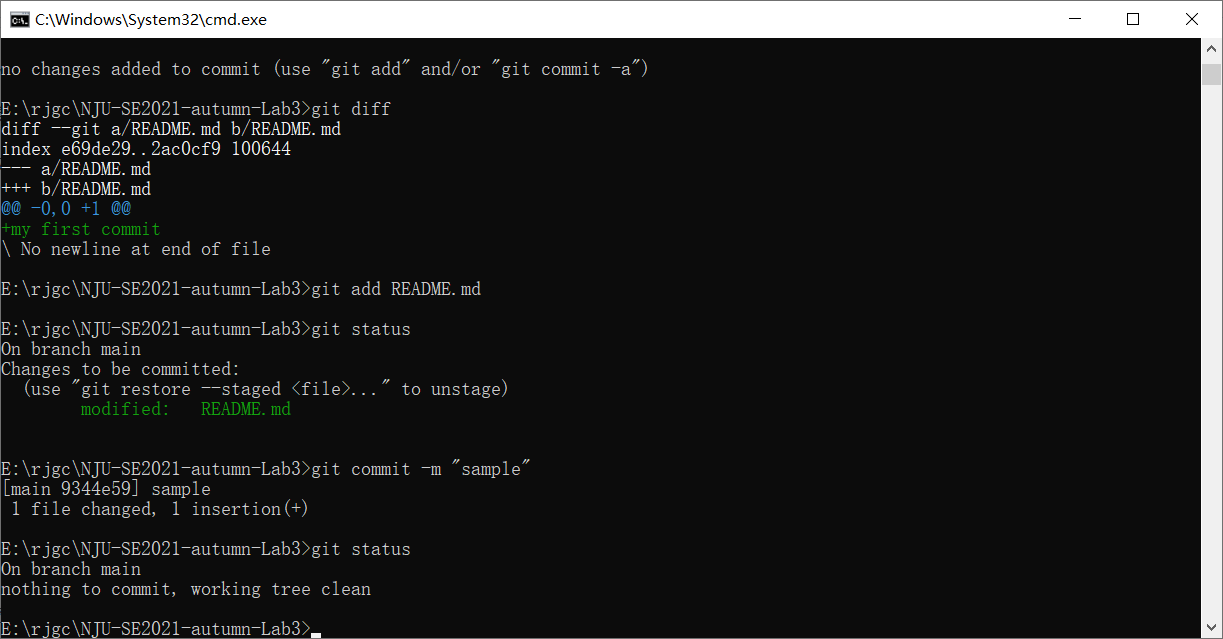 C:\Windows\System32\cmd.exe
no changes added to commit (use "git add" and/or "git commit -a")
E:\rjgc\NJU-SE2021-autumn-Lab3>git diff
diff --git a/README.md b/README.md
index e69de29..2ac0cf9 100644
--- a/README.md
+++ b/README.md
@@ -0,0 +1 @@
+my first commit
\ No newline at end of file
E:\rjgc\NJU-SE2021-autumn-Lab3>git add README.md
E:\rjgc\NJU-SE2021-autumn-Lab3>git status
On branch main
Changes to be committed:
  (use "git restore --staged <file>..." to unstage)
        modified:   README.md
E:\rjgc\NJU-SE2021-autumn-Lab3>git commit -m "sample"
[main 9344e59] sample
 1 file changed, 1 insertion(+)
E:\rjgc\NJU-SE2021-autumn-Lab3>git status
On branch main
nothing to commit, working tree clean
E:\rjgc\NJU-SE2021-autumn-Lab3>